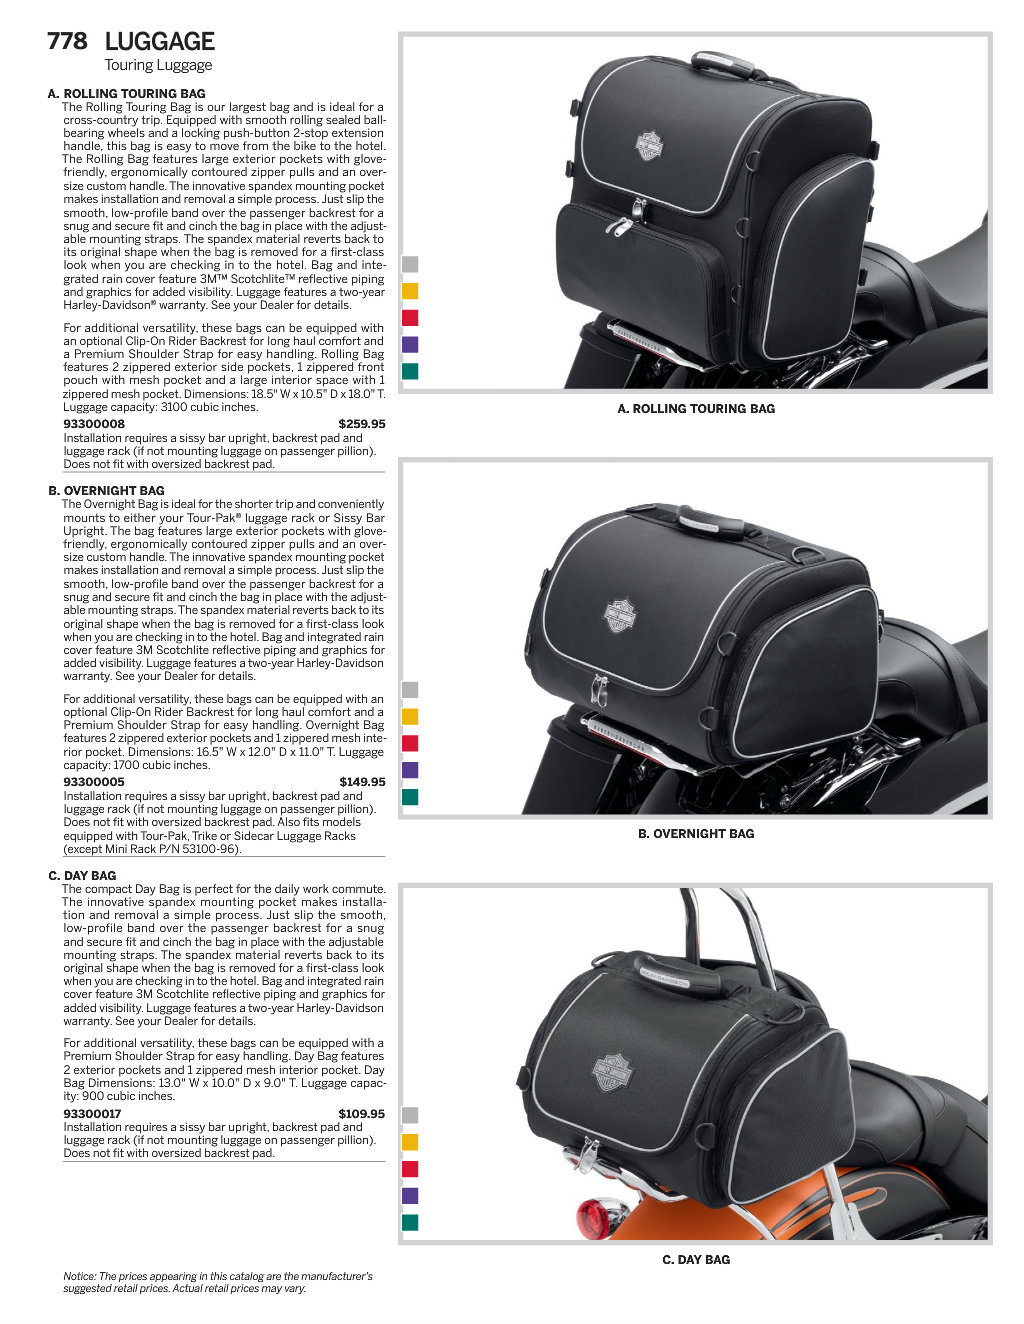 778 LUGGAGE
Touring Luggage
A. ROLLING TOURING BAG
The Rolling Touring Bag is our largest bag and is ideal for a
cross-country trip. Equipped with smooth rolling sealed ball-
bearing wheels and a locking push-button 2-stop extension
handle, this bag is easy to move from the bike to the hotel.
The Rolling Bag features large exterior pockets with glove-
friendly, ergonomically contoured zipper pulls and an over-
size custom handle. The innovative spandex mounting pocket
makes installation and removal a simple process. Just slip the
smooth, low-profile band over the passenger backrest for a
snug and secure fit and cinch the bag in place with the adjust-
able mounting straps. The spandex material reverts back to
its original shape when the bag is removed for a first-class
look when you are checking in to the hotel. Bag and inte-
grated rain cover feature 3M™ Scotchlite™ reflective piping
and graphics for added visibility. Luggage features a two-year
Harley-Davidson® warranty. See your Dealer for details.
For additional versatility, these bags can be equipped with
an optional Clip-On Rider Backrest for long haul comfort and
a Premium Shoulder Strap for easy handling. Rolling Bag
features 2 zippered exterior side pockets, 1 zippered front
pouch with mesh pocket and a large interior space with 1
zippered mesh pocket. Dimensions: 18.5" W x 10.5" D x 18.0" T.
Luggage capacity: 3100 cubic inches.
93300008 $259.95
Installation requires a sissy bar upright, backrest pad and
luggage rack (if not mounting luggage on passenger pillion).
Does not fit with oversized backrest pad.
A. ROLLING TOURING BAG
B. OVERNIGHT BAG
The Overnight Bag is ideal for the shorter trip and conveniently
mounts to either your Tour-Pak® luggage rack or Sissy Bar
Upright. The bag features large exterior pockets with glove-
friendly, ergonomically contoured zipper pulls and an over-
size custom handle. The innovative spandex mounting pocket
makes installation and removal a simple process. Just slip the
smooth, low-profile band over the passenger backrest for a
snug and secure fit and cinch the bag in place with the adjust-
able mounting straps. The spandex material reverts back to its
original shape when the bag is removed for a first-class look
when you are checking in to the hotel. Bag and integrated rain
cover feature 3M Scotchlite reflective piping and graphics for
added visibility. Luggage features a two-year Harley-Davidson
warranty. See your Dealer for details.
For additional versatility, these bags can be equipped with an
optional Clip-On Rider Backrest for long haul comfort and a
Premium Shoulder Strap for easy handling. Overnight Bag
features 2 zippered exterior pockets and 1 zippered mesh inte-
rior pocket. Dimensions: 16.5" W x 12.0" D x 11.0" T. Luggage
capacity: 1700 cubic inches.
93300005 $149.95
Installation requires a sissy bar upright, backrest pad and
luggage rack (if not mounting luggage on passenger pillion).
Does not fit with oversized backrest pad. Also fits models
equipped with Tour-Pak, Trike or Sidecar Luggage Racks
(except Mini Rack P/N 53100-96).
B. OVERNIGHT BAG
C. DAY BAG
The compact Day Bag is perfect for the daily work commute.
The innovative spandex mounting pocket makes installa-
tion and removal a simple process. Just slip the smooth,
low-profile band over the passenger backrest for a snug
and secure fit and cinch the bag in place with the adjustable
mounting straps. The spandex material reverts back to its
original shape when the bag is removed for a first-class look
when you are checking in to the hotel. Bag and integrated rain
cover feature 3M Scotchlite reflective piping and graphics for
added visibility. Luggage features a two-year Harley-Davidson
warranty. See your Dealer for details.
For additional versatility, these bags can be equipped with a
Premium Shoulder Strap for easy handling. Day Bag features
2 exterior pockets and 1 zippered mesh interior pocket. Day
Bag Dimensions: 13.0" W x 10.0" D x 9.0" T. Luggage capac-
ity: 900 cubic inches.
93300017 $109.95
Installation requires a sissy bar upright, backrest pad and
luggage rack (if not mounting luggage on passenger pillion).
Does not fit with oversized backrest pad.
C. DAY BAG
Notice: The prices appearing in this catalog are the manufacturer's
suggested retail prices. Actual retail prices may vary.